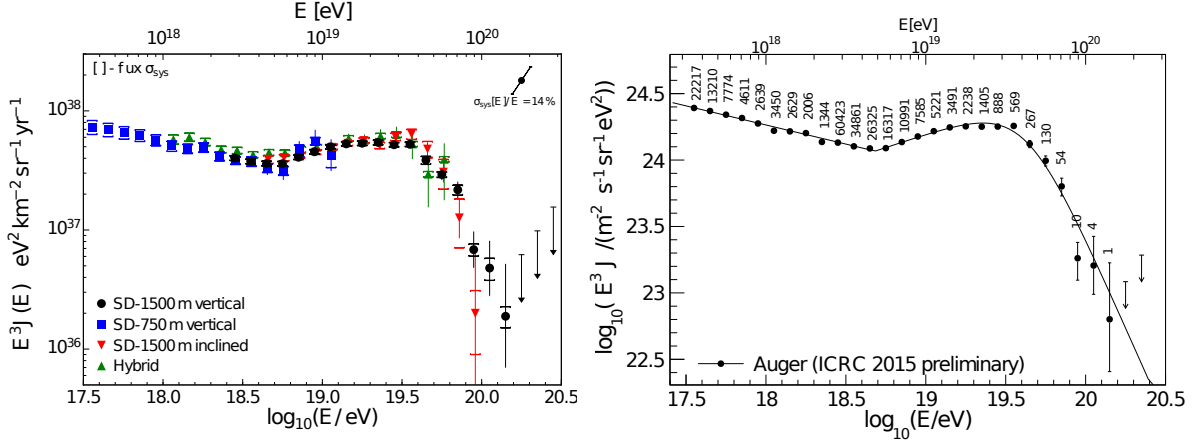 E [eV]
10^18 10^19 10^20
[ ] - fux σsys
σsys[E]/E = 14%
10^38
10^37
10^36
E^3 J(E) eV^2 km^−2 sr^−1 yr^−1
SD-1500 m vertical
SD-750 m vertical
SD-1500 m inclined
Hybrid
17.5 18.0 18.5 19.0 19.5 20.0 20.5
log10(E/eV)
E[eV]
10^18 10^19 10^20
22217 13210 7774 4611 2639 3450 2629 2006 1344 60423 34861 26325 16317 10991 7585 5221 3491 2238 1405 888 569 267 130 54 10 4 1
24.5
24
23.5
23
22.5
log10( E^3 J /(m^-2 s^-1 sr^-1 eV^2))
Auger (ICRC 2015 preliminary)
17.5 18 18.5 19 19.5 20 20.5
log10(E/eV)